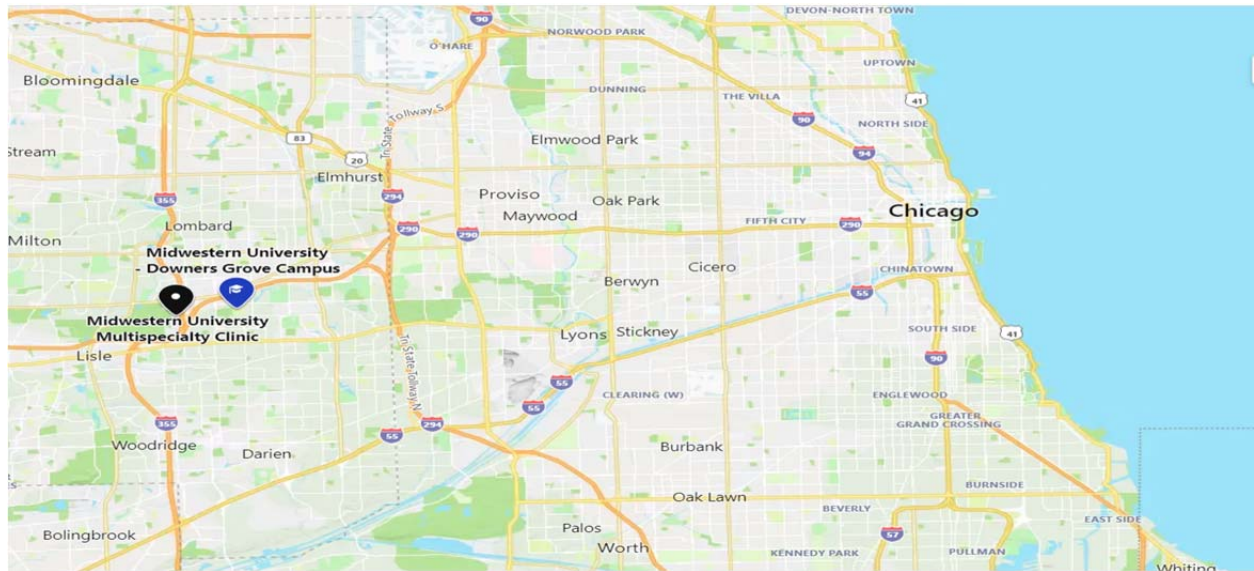 DEVON-NORTH TOWN
90
NORWOOD PARK
O'HARE
UPTOWN
Bloomingdale
DUNNING
THE VILLA
41
Tri State Tollway S
90
NORTH SIDE
83
Elmwood Park
Stream
20
94
Elmhurst
355
294
Proviso
Oak Park
Maywood
Chicago
Lombard
290
290
FIFTH CITY
290
Milton
Midwestern University
- Downers Grove Campus
Cicero
CHINATOWN
Berwyn
55
Midwestern University
Multispecialty Clinic
Lyons
Stickney
SOUTH SIDE
41
Lisle
90
Tri State Tollway N
55
CLEARING (W)
ENGLEWOOD
55
GREATER
GRAND CROSSING
355
294
55
Woodridge
Darien
Burbank
BURNSIDE
Oak Lawn
BEVERLY
EAST SIDE
Bolingbrook
Palos
57
Worth
KENNEDY PARK
PULLMAN
Whiting